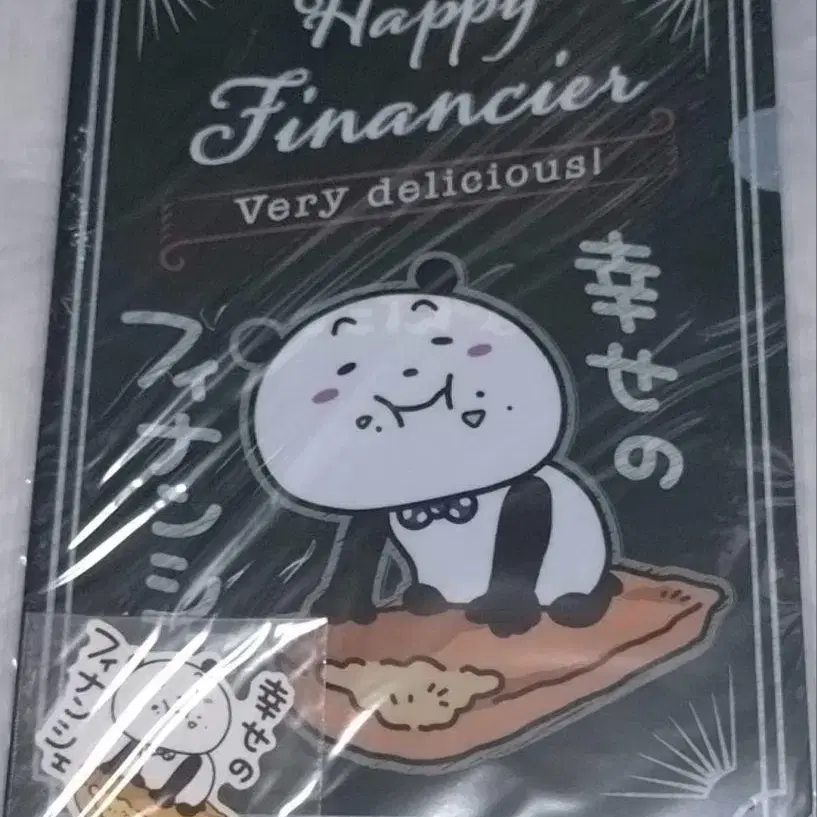 Happy
Financier
Very delicious!
幸せの
フィナンシ
幸せの
フィナンシェ